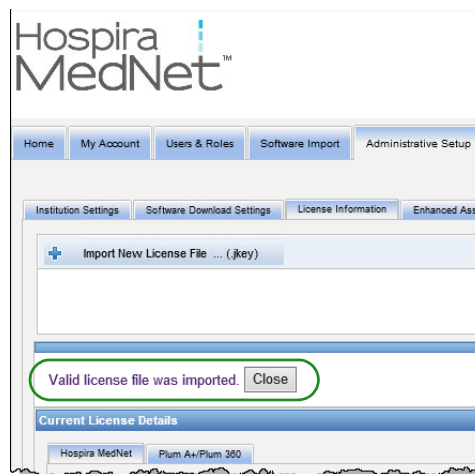 Hospira
MedNet™
Home My Account Users & Roles Software Import Administrative Setup
Institution Settings Software Download Settings License Information Enhanced Ass
Import New License File ... (.jkey)
Valid license file was imported. Close
Current License Details
Hospira MedNet Plum A+/Plum 360